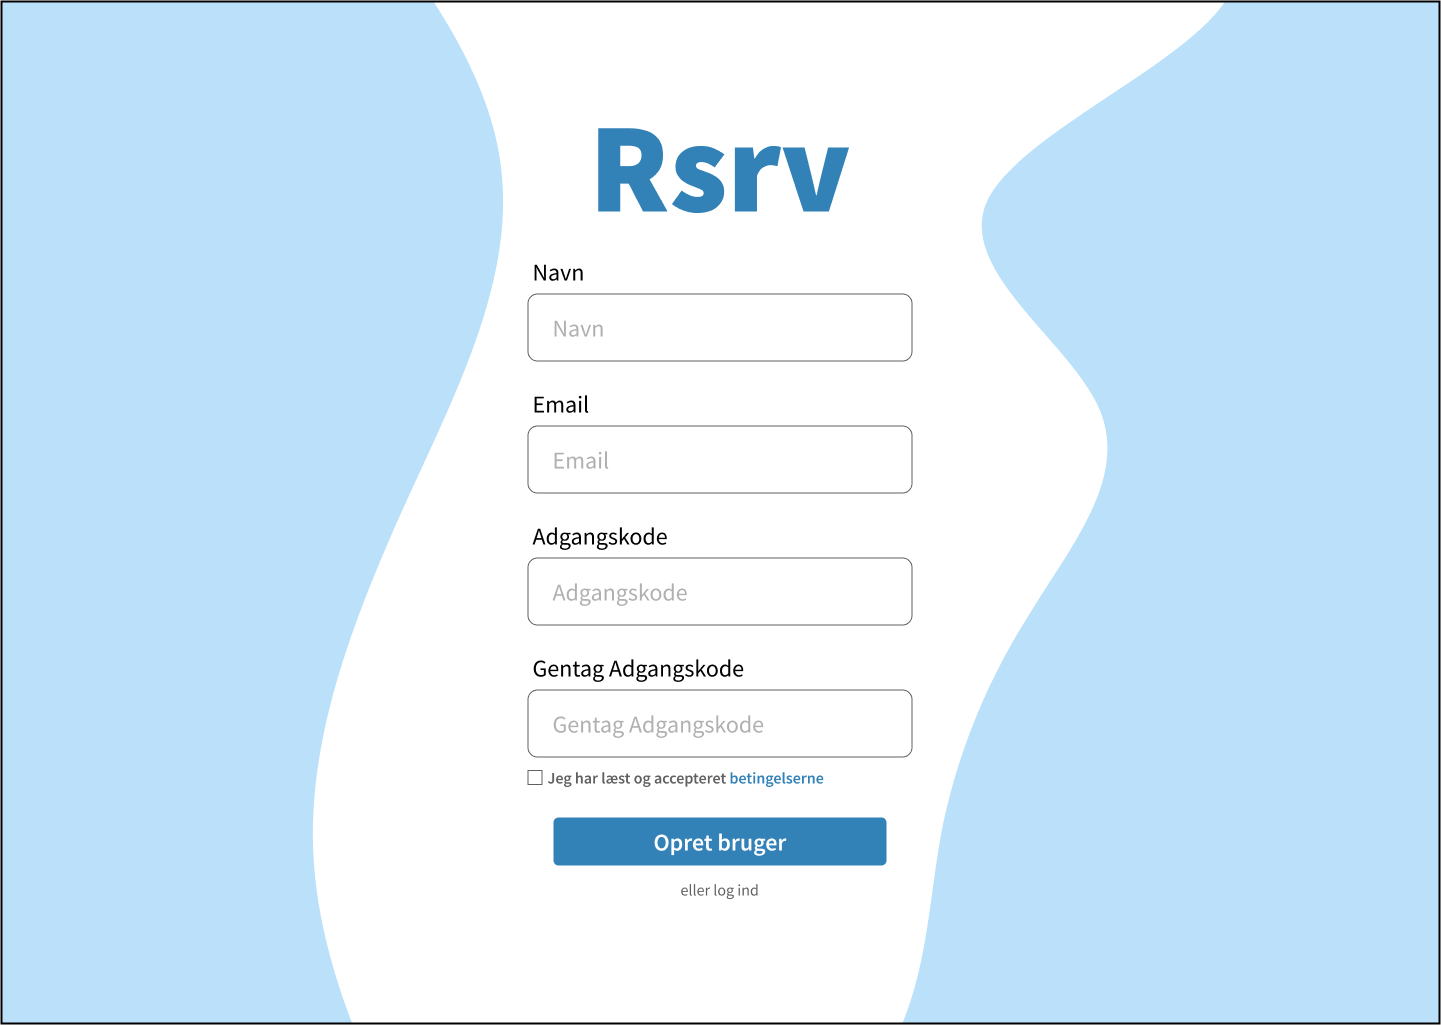 Rsrv
Navn
Navn
Email
Email
Adgangskode
Adgangskode
Gentag Adgangskode
Gentag Adgangskode
Jeg har læst og accepteret betingelserne
Opret bruger
eller log ind